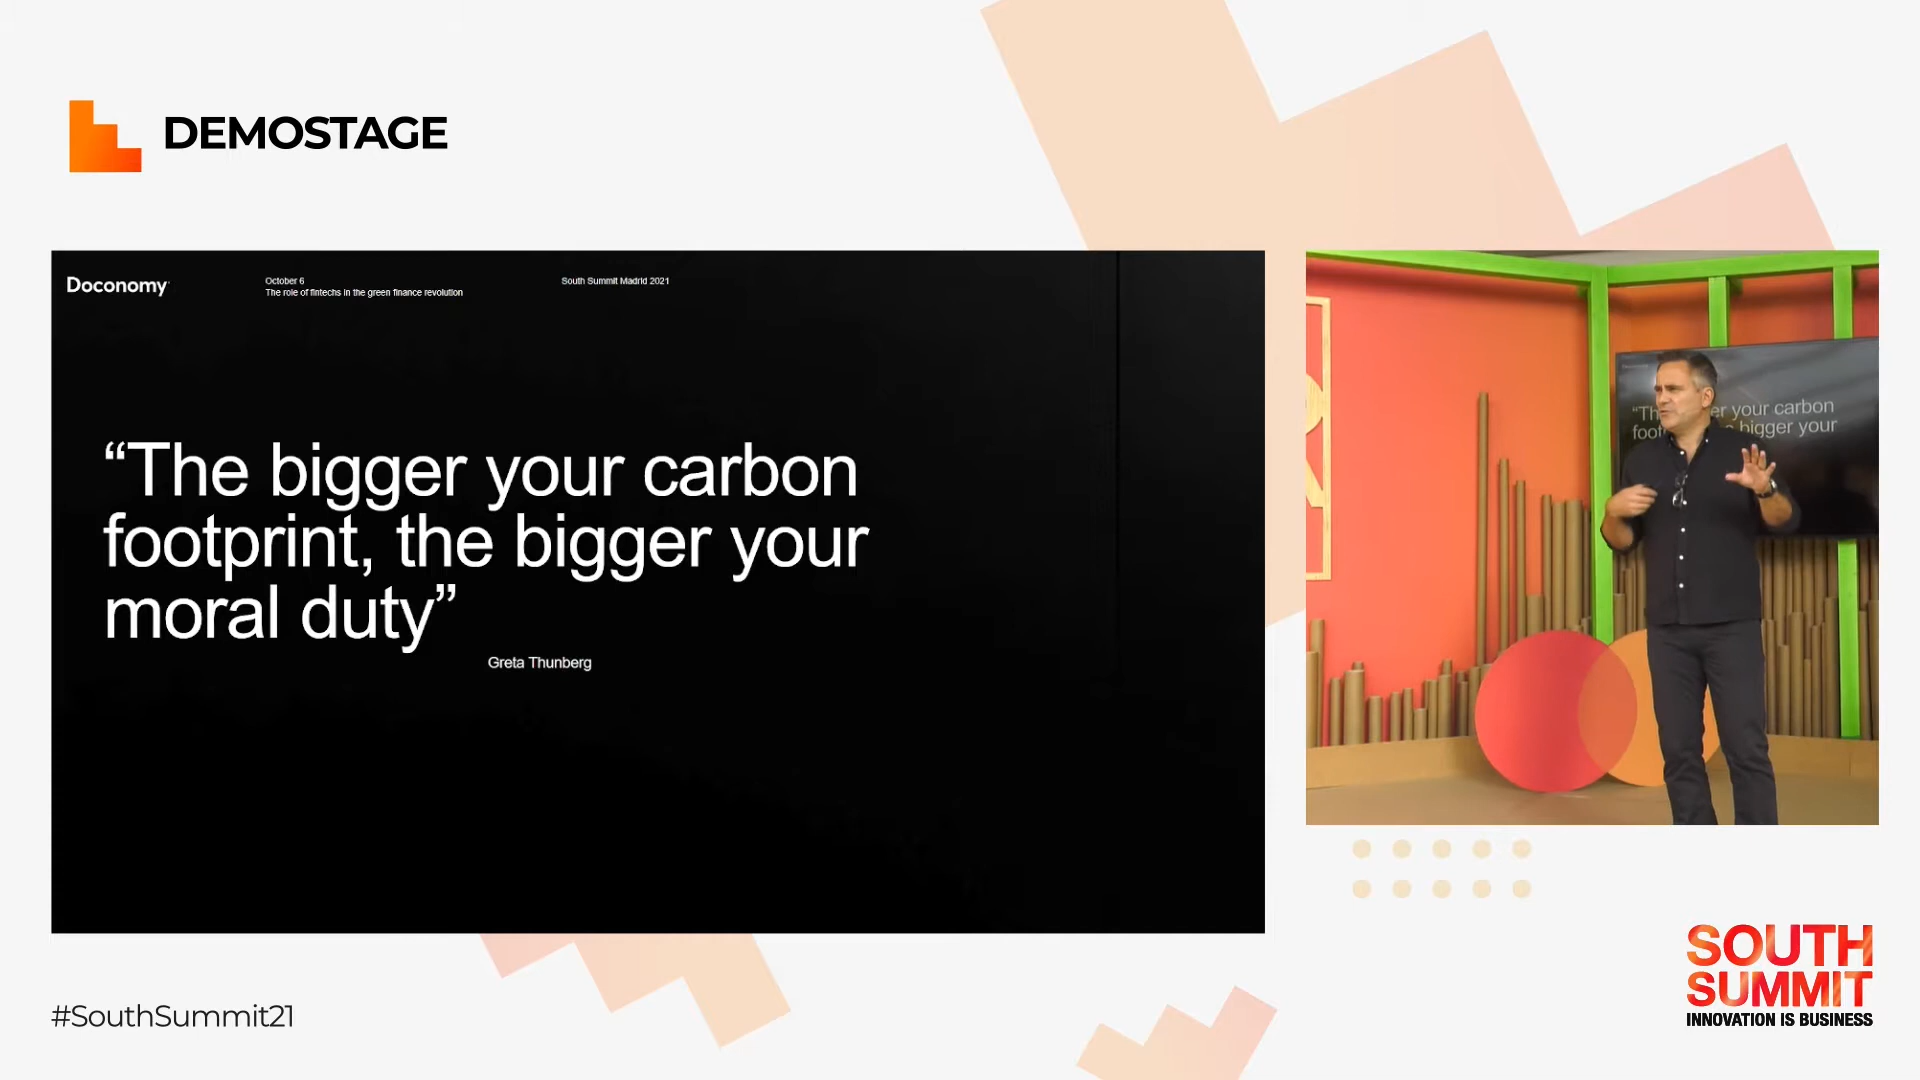 DEMOSTAGE
Doconomy
October 6
The role of fintechs in the green finance revolution
South Summit Madrid 2021
“The bigger your carbon
footprint, the bigger your
moral duty”
Greta Thunberg
er your carbon
bigger your
#SouthSummit21
SOUTH
SUMMIT
INNOVATION IS BUSINESS